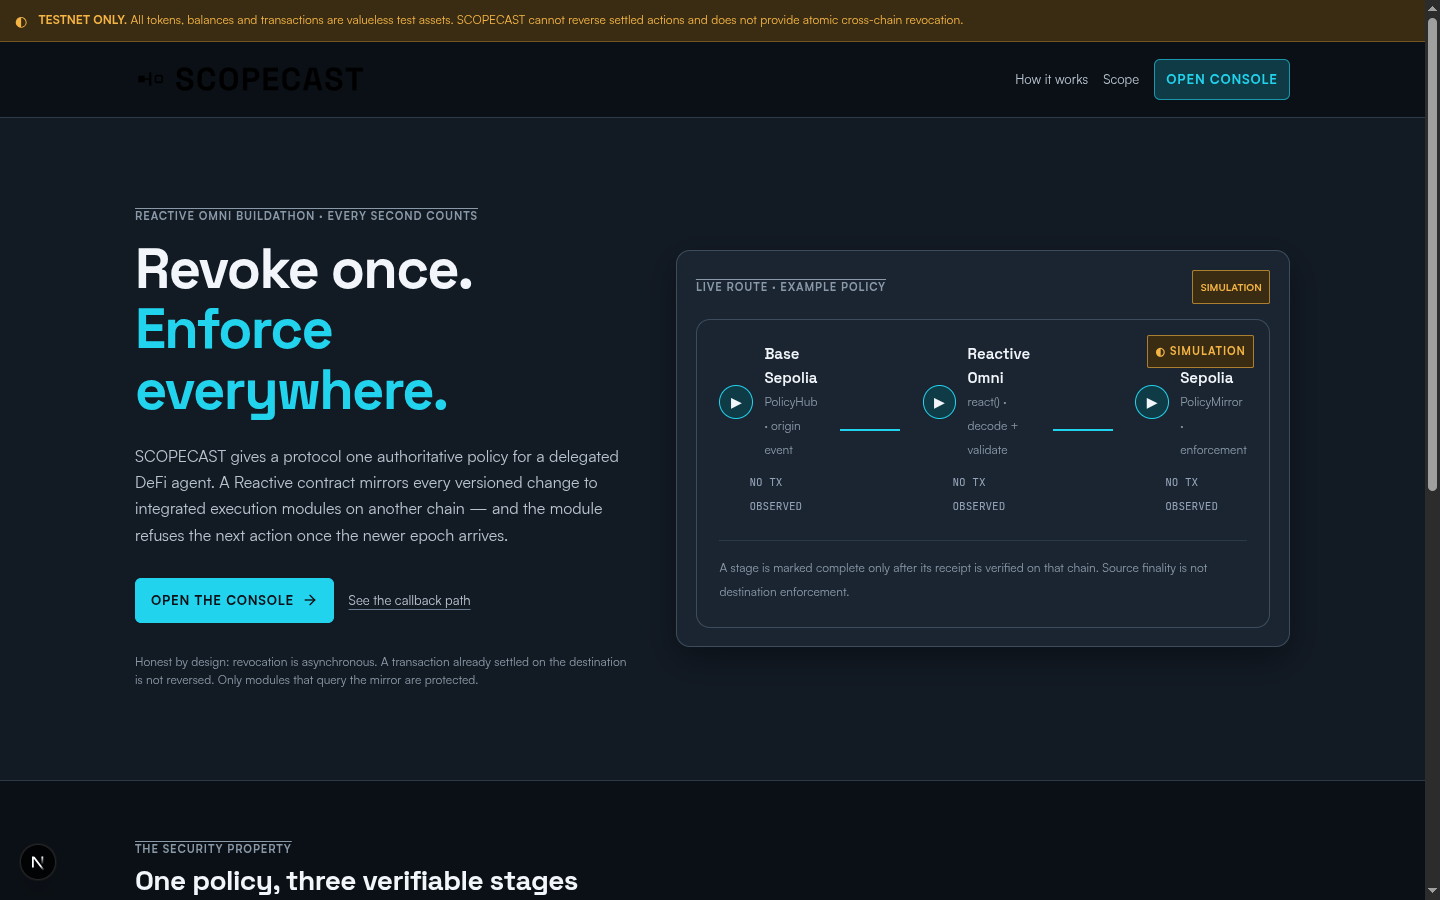 TESTNET ONLY. All tokens, balances and transactions are valueless test assets. SCOPECAST cannot reverse settled actions and does not provide atomic cross-chain revocation.
SCOPECAST
How it works
Scope
OPEN CONSOLE
REACTIVE OMNI BUILDATHON · EVERY SECOND COUNTS
Revoke once.
Enforce
everywhere.
SCOPECAST gives a protocol one authoritative policy for a delegated
DeFi agent. A Reactive contract mirrors every versioned change to
integrated execution modules on another chain — and the module
refuses the next action once the newer epoch arrives.
OPEN THE CONSOLE →
See the callback path
Honest by design: revocation is asynchronous. A transaction already settled on the destination
is not reversed. Only modules that query the mirror are protected.
LIVE ROUTE · EXAMPLE POLICY
SIMULATION
SIMULATION
Base
Sepolia
PolicyHub
· origin
event
NO TX
OBSERVED
Reactive
Omni
react() ·
decode +
validate
NO TX
OBSERVED
Sepolia
PolicyMirror
·
enforcement
NO TX
OBSERVED
A stage is marked complete only after its receipt is verified on that chain. Source finality is not
destination enforcement.
THE SECURITY PROPERTY
One policy, three verifiable stages
N